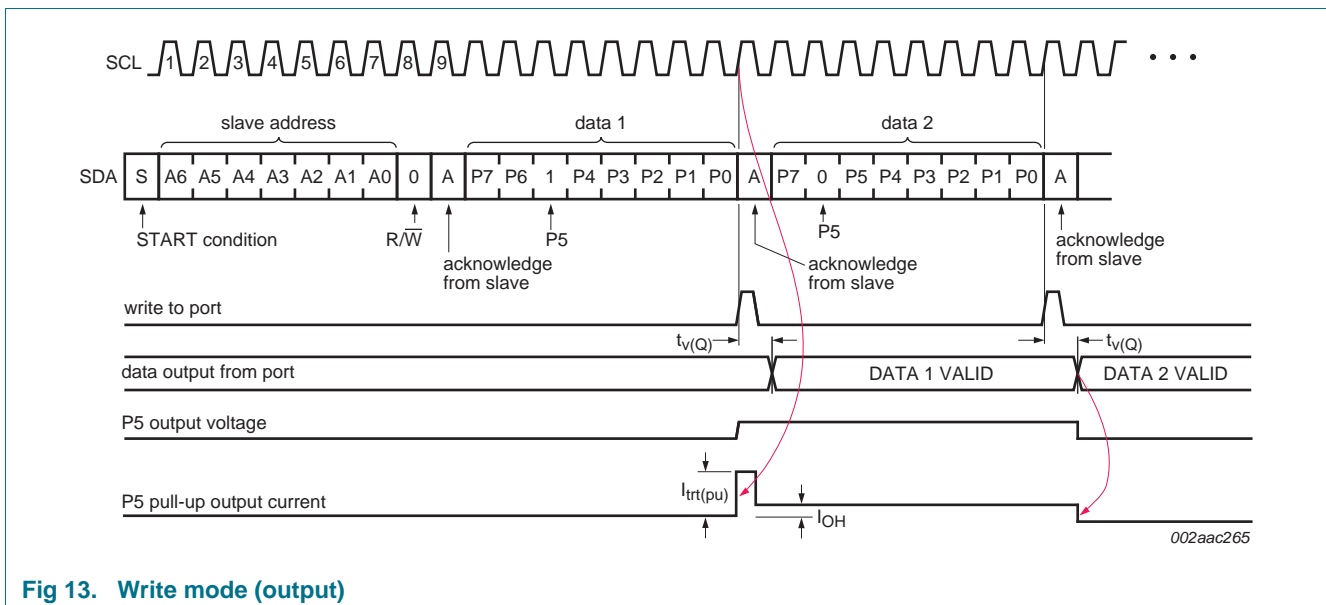 SCL 1 2 3 4 5 6 7 8 9
slave address data 1 data 2
SDA S A6 A5 A4 A3 A2 A1 A0 0 A P7 P6 1 P4 P3 P2 P1 P0 A P7 0 P5 P4 P3 P2 P1 P0 A
START condition R/W̅ P5 P5
acknowledge
from slave
acknowledge
from slave
acknowledge
from slave
write to port
tv(Q) tv(Q)
data output from port DATA 1 VALID DATA 2 VALID
P5 output voltage
Itrt(pu)
P5 pull-up output current
IOH
002aac265
Fig 13. Write mode (output)